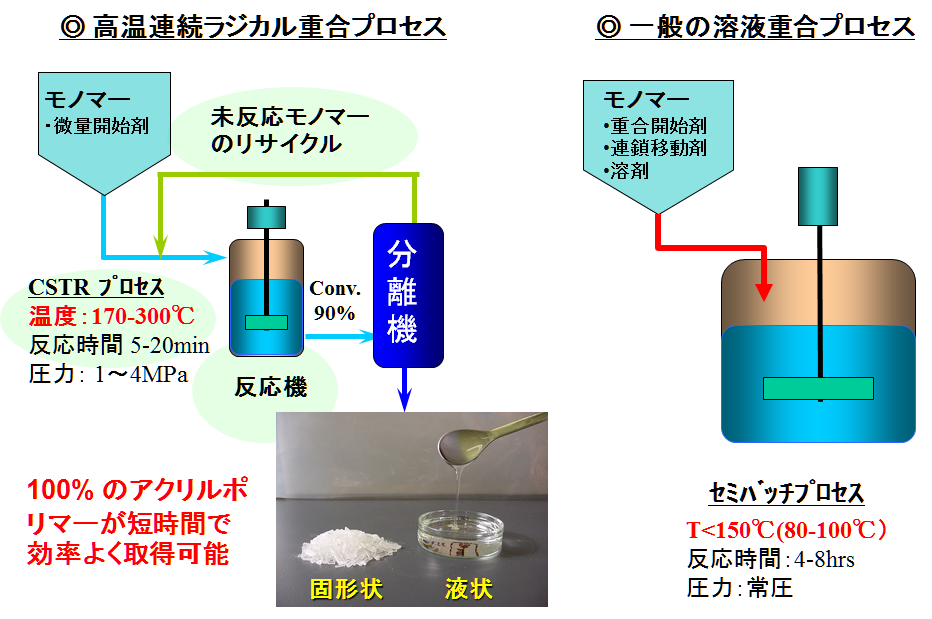 ◎ 高温連続ラジカル重合プロセス
モノマー
・微量開始剤
未反応モノマー
のリサイクル
CSTR プロセス
温度：170-300℃
反応時間 5-20min
圧力： 1～4MPa
Conv.
90%
分離機
反応機
100% のアクリルポ
リマーが短時間で
効率よく取得可能
固形状
液状
◎ 一般の溶液重合プロセス
モノマー
・重合開始剤
・連鎖移動剤
・溶剤
セミバッチプロセス
T<150℃(80-100℃)
反応時間：4-8hrs
圧力：常圧